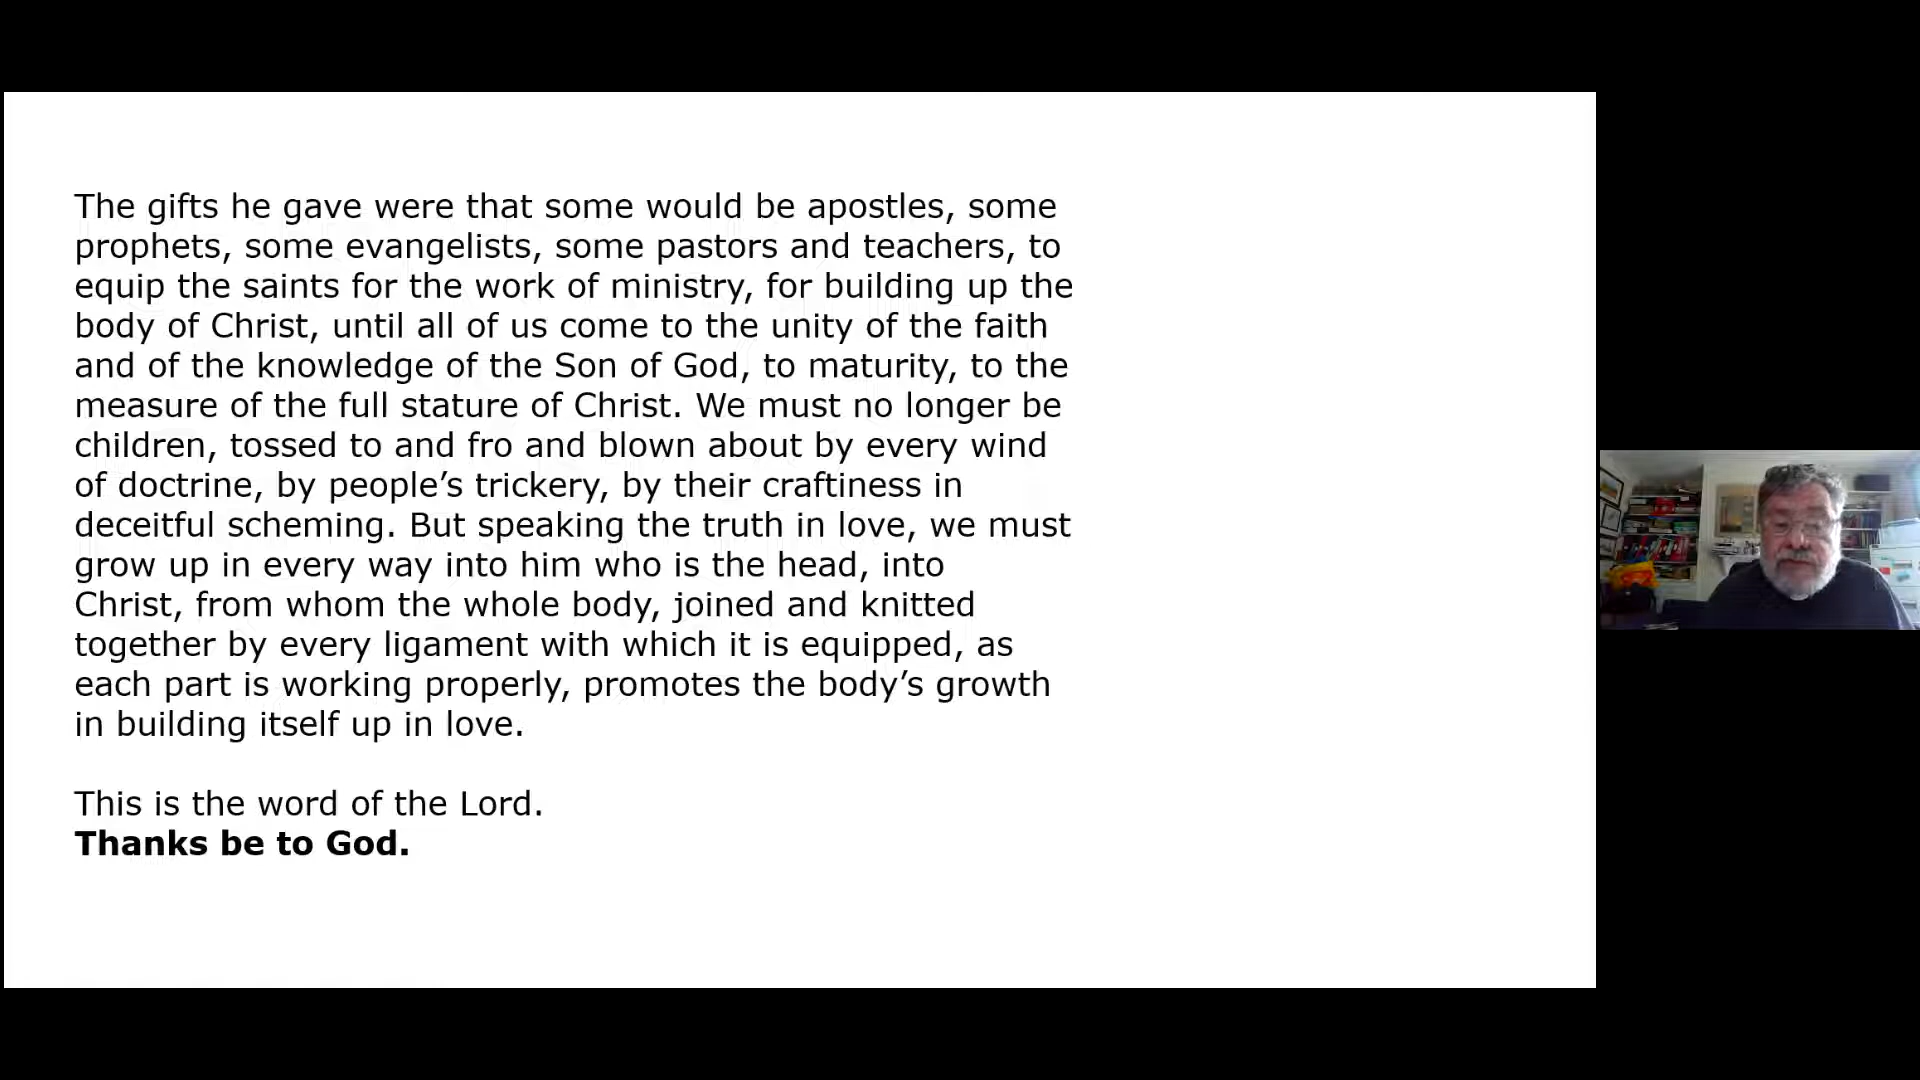 The gifts he gave were that some would be apostles, some
prophets, some evangelists, some pastors and teachers, to
equip the saints for the work of ministry, for building up the
body of Christ, until all of us come to the unity of the faith
and of the knowledge of the Son of God, to maturity, to the
measure of the full stature of Christ. We must no longer be
children, tossed to and fro and blown about by every wind
of doctrine, by people’s trickery, by their craftiness in
deceitful scheming. But speaking the truth in love, we must
grow up in every way into him who is the head, into
Christ, from whom the whole body, joined and knitted
together by every ligament with which it is equipped, as
each part is working properly, promotes the body’s growth
in building itself up in love.
This is the word of the Lord.
Thanks be to God.